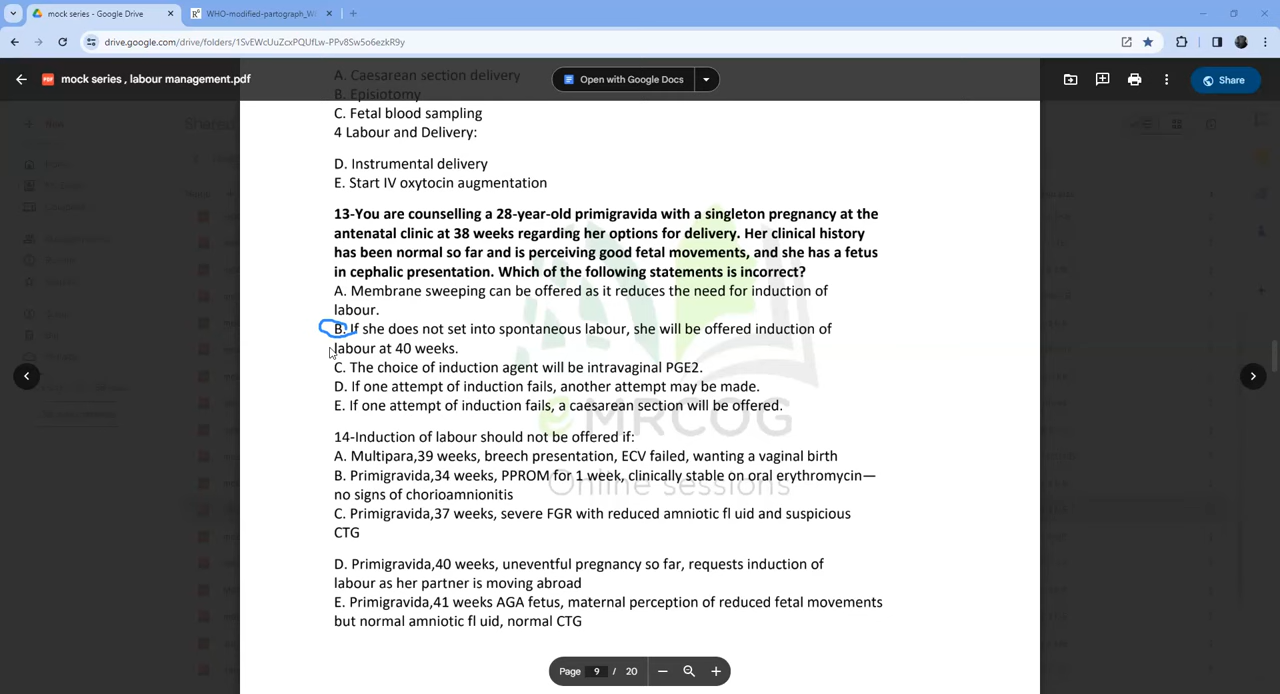 mock series - Google Drive
WHO-modified-partograph_W
drive.google.com/drive/folders/1SvEWcUuZcxPQUfLw-PPv8Sw5o6ezkR9y
mock series , labour management.pdf
Open with Google Docs
Share
A. Caesarean section delivery
B. Episiotomy
C. Fetal blood sampling
4 Labour and Delivery:
D. Instrumental delivery
E. Start IV oxytocin augmentation
13-You are counselling a 28-year-old primigravida with a singleton pregnancy at the
antenatal clinic at 38 weeks regarding her options for delivery. Her clinical history
has been normal so far and is perceiving good fetal movements, and she has a fetus
in cephalic presentation. Which of the following statements is incorrect?
A. Membrane sweeping can be offered as it reduces the need for induction of
labour.
B. If she does not set into spontaneous labour, she will be offered induction of
labour at 40 weeks.
C. The choice of induction agent will be intravaginal PGE2.
D. If one attempt of induction fails, another attempt may be made.
E. If one attempt of induction fails, a caesarean section will be offered.
eMRCOG
14-Induction of labour should not be offered if:
A. Multipara,39 weeks, breech presentation, ECV failed, wanting a vaginal birth
B. Primigravida,34 weeks, PPROM for 1 week, clinically stable on oral erythromycin—
Online sessions
no signs of chorioamnionitis
C. Primigravida,37 weeks, severe FGR with reduced amniotic fl uid and suspicious
CTG
D. Primigravida,40 weeks, uneventful pregnancy so far, requests induction of
labour as her partner is moving abroad
E. Primigravida,41 weeks AGA fetus, maternal perception of reduced fetal movements
but normal amniotic fl uid, normal CTG
Page 9 / 20